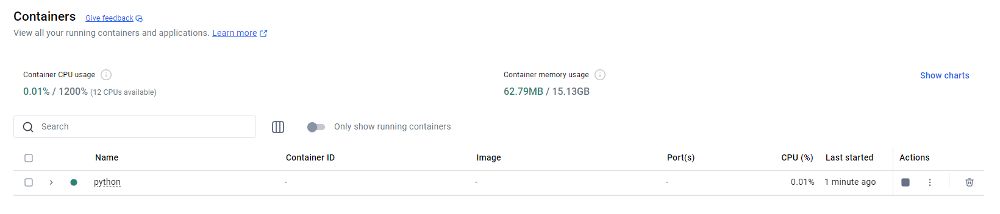 Containers Give feedback
View all your running containers and applications. Learn more
Container CPU usage Container memory usage Show charts
0.01% / 1200% (12 CPUs available) 62.79MB / 15.13GB
Search Only show running containers
Name Container ID Image Port(s) CPU (%) Last started Actions
python - - - 0.01% 1 minute ago